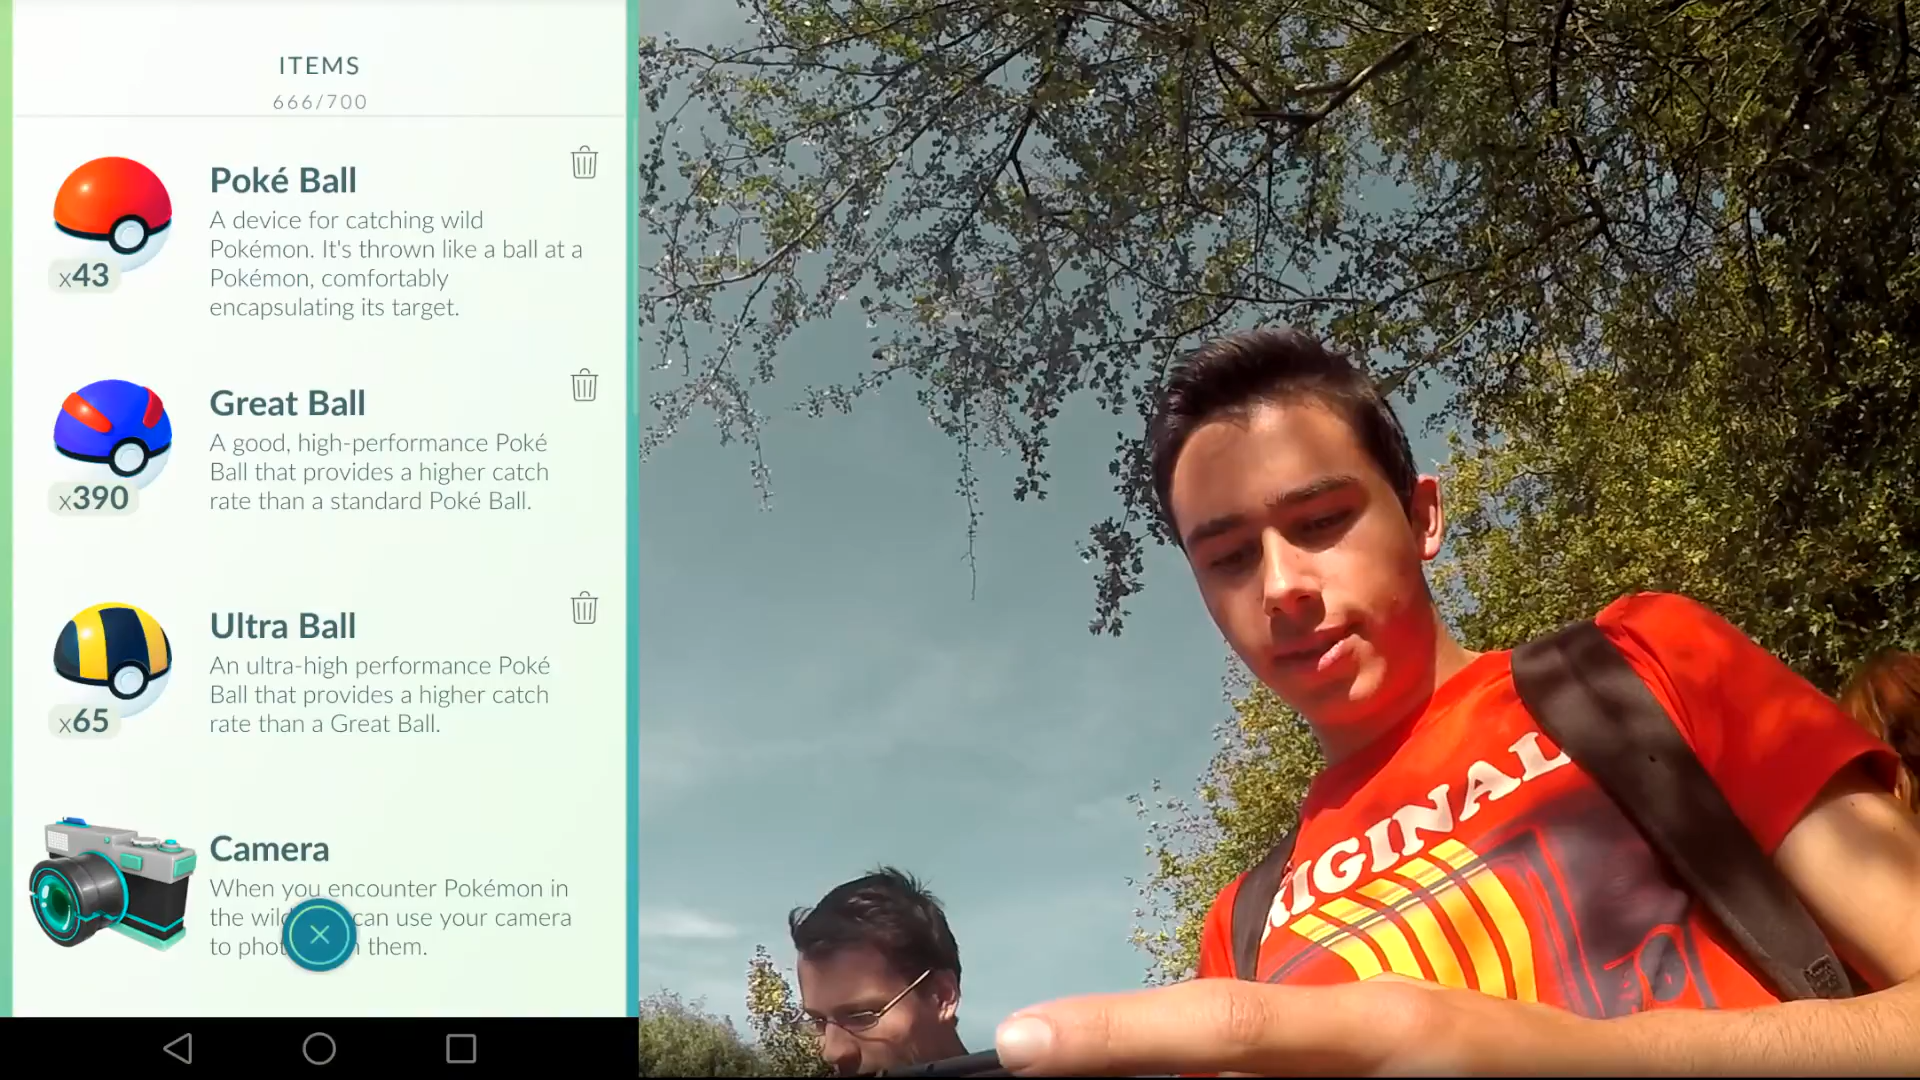 ITEMS
666/700
Poké Ball
A device for catching wild
Pokémon. It's thrown like a ball at a
Pokémon, comfortably
encapsulating its target.
x43
Great Ball
A good, high-performance Poké
Ball that provides a higher catch
rate than a standard Poké Ball.
x390
Ultra Ball
An ultra-high performance Poké
Ball that provides a higher catch
rate than a Great Ball.
x65
Camera
When you encounter Pokémon in
the can use your camera
to them.
ORIGINAL